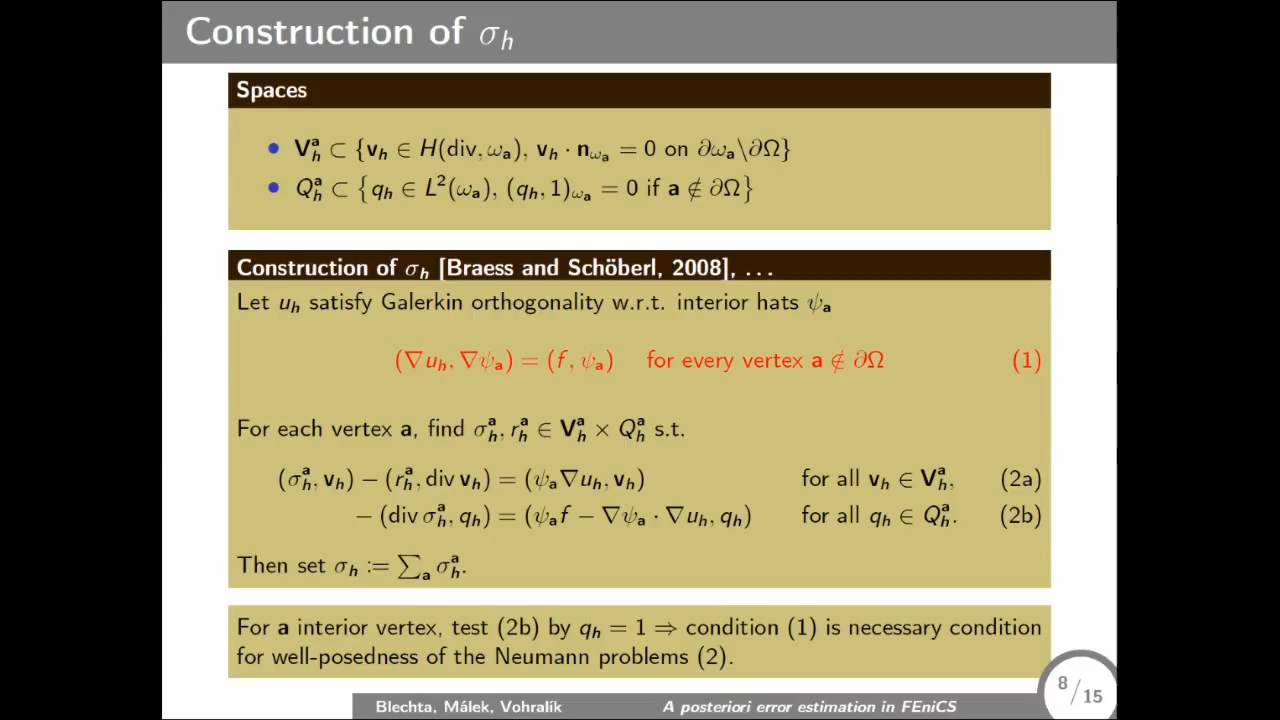 Construction of σ_h
Spaces
• V_h^a ⊂ {v_h ∈ H(div, ω_a), v_h · n_{ω_a} = 0 on ∂ω_a\∂Ω}
• Q_h^a ⊂ {q_h ∈ L²(ω_a), (q_h, 1)_{ω_a} = 0 if a ∉ ∂Ω}
Construction of σ_h [Braess and Schöberl, 2008], ...
Let u_h satisfy Galerkin orthogonality w.r.t. interior hats ψ_a
(∇u_h, ∇ψ_a) = (f, ψ_a) for every vertex a ∉ ∂Ω (1)
For each vertex a, find σ_h^a, r_h^a ∈ V_h^a × Q_h^a s.t.
(σ_h^a, v_h) − (r_h^a, div v_h) = (ψ_a∇u_h, v_h) for all v_h ∈ V_h^a, (2a)
− (div σ_h^a, q_h) = (ψ_a f − ∇ψ_a · ∇u_h, q_h) for all q_h ∈ Q_h^a. (2b)
Then set σ_h := ∑_a σ_h^a.
For a interior vertex, test (2b) by q_h = 1 ⇒ condition (1) is necessary condition
for well-posedness of the Neumann problems (2).
Blechta, Málek, Vohralík A posteriori error estimation in FEniCS 8/15